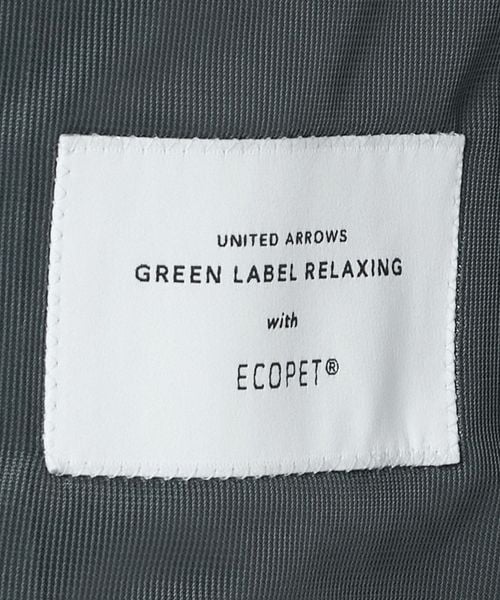 UNITED ARROWS
GREEN LABEL RELAXING
with
ECOPET®